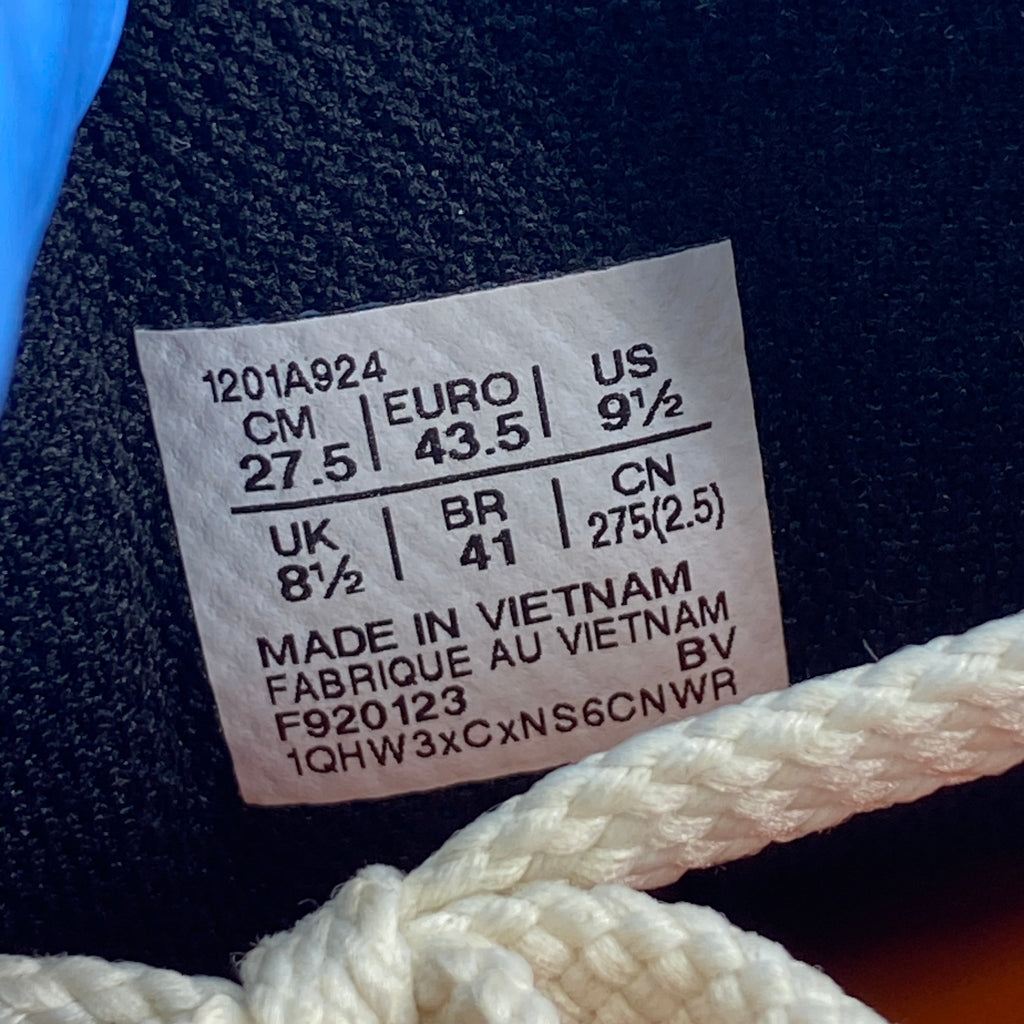 1201A924
CM | EURO | US
27.5 | 43.5 | 9½
UK | BR | CN
8½ | 41 | 275(2.5)
MADE IN VIETNAM
FABRIQUE AU VIETNAM
F920123 BV
1QHW3xCxNS6CNWR